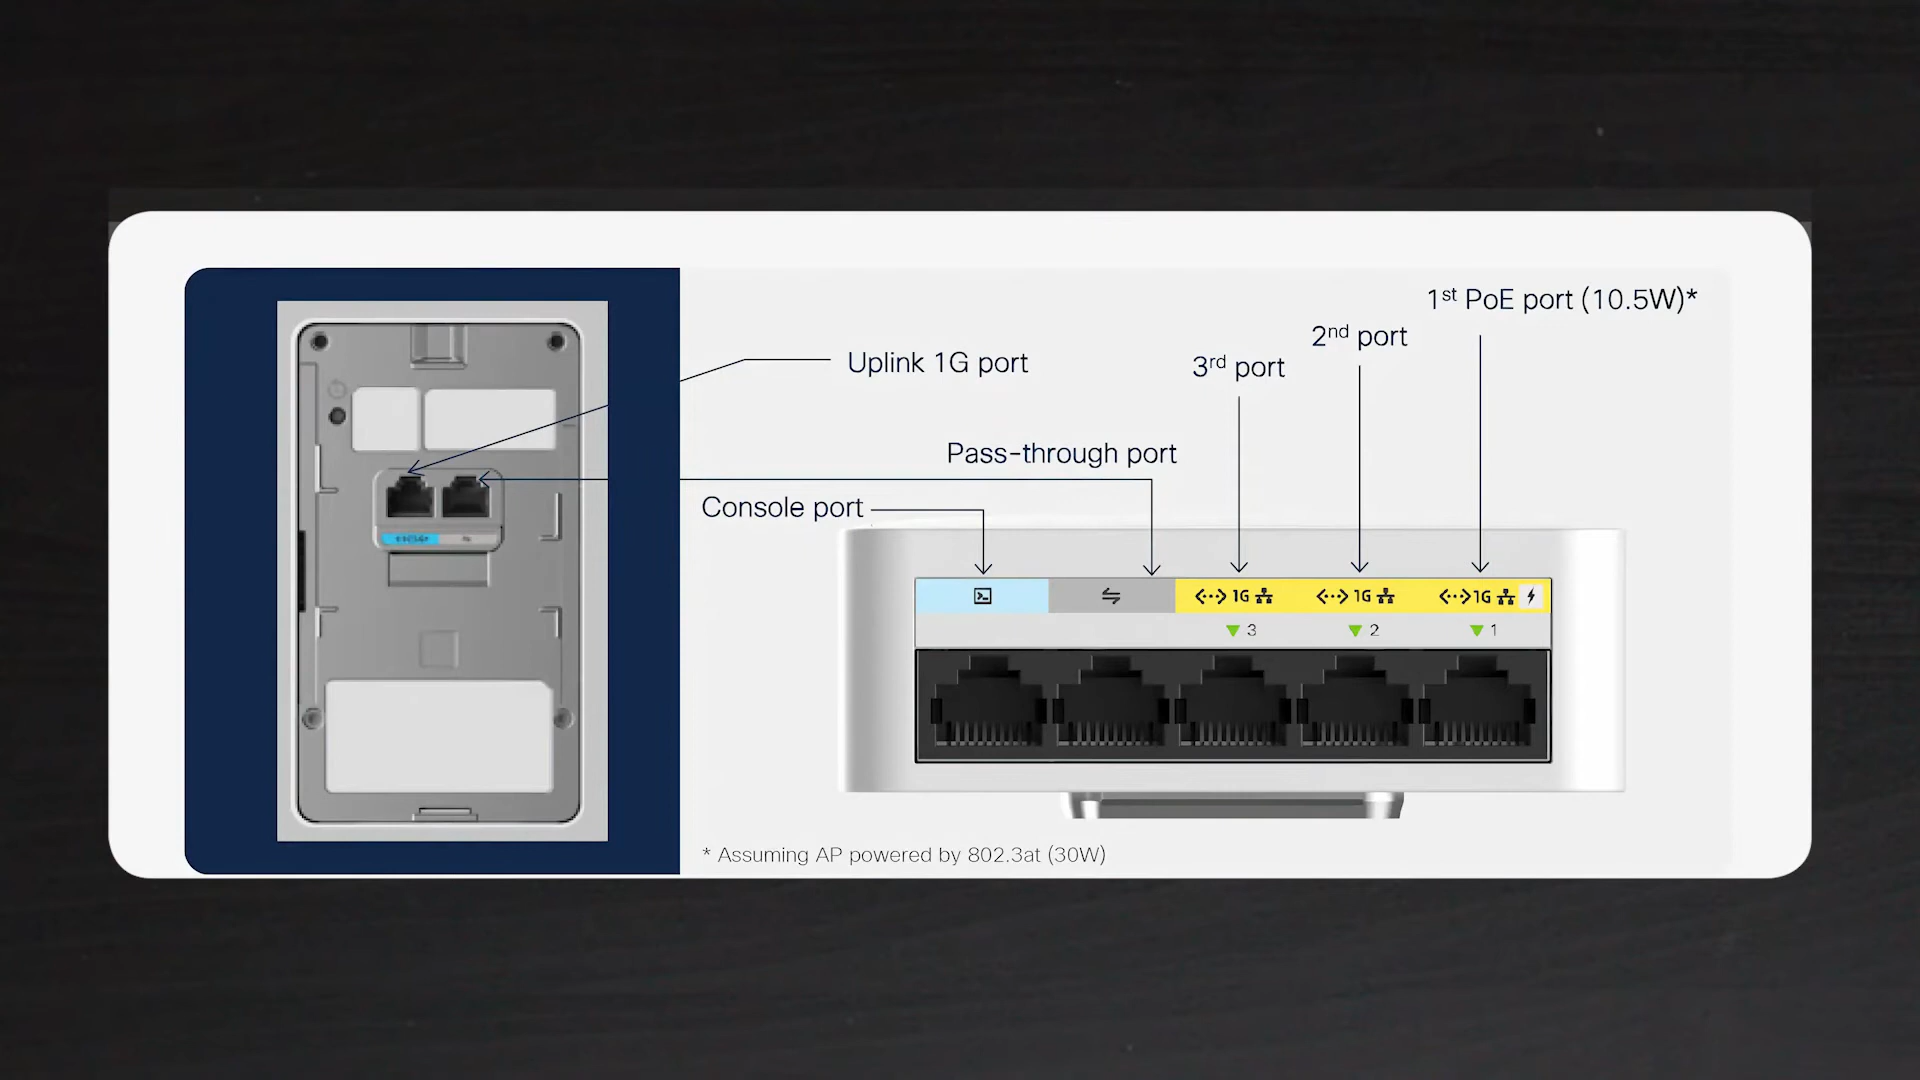 1st PoE port (10.5W)*
2nd port
3rd port
Uplink 1G port
Pass-through port
Console port
1G
1G
1G
3
2
1
* Assuming AP powered by 802.3at (30W)